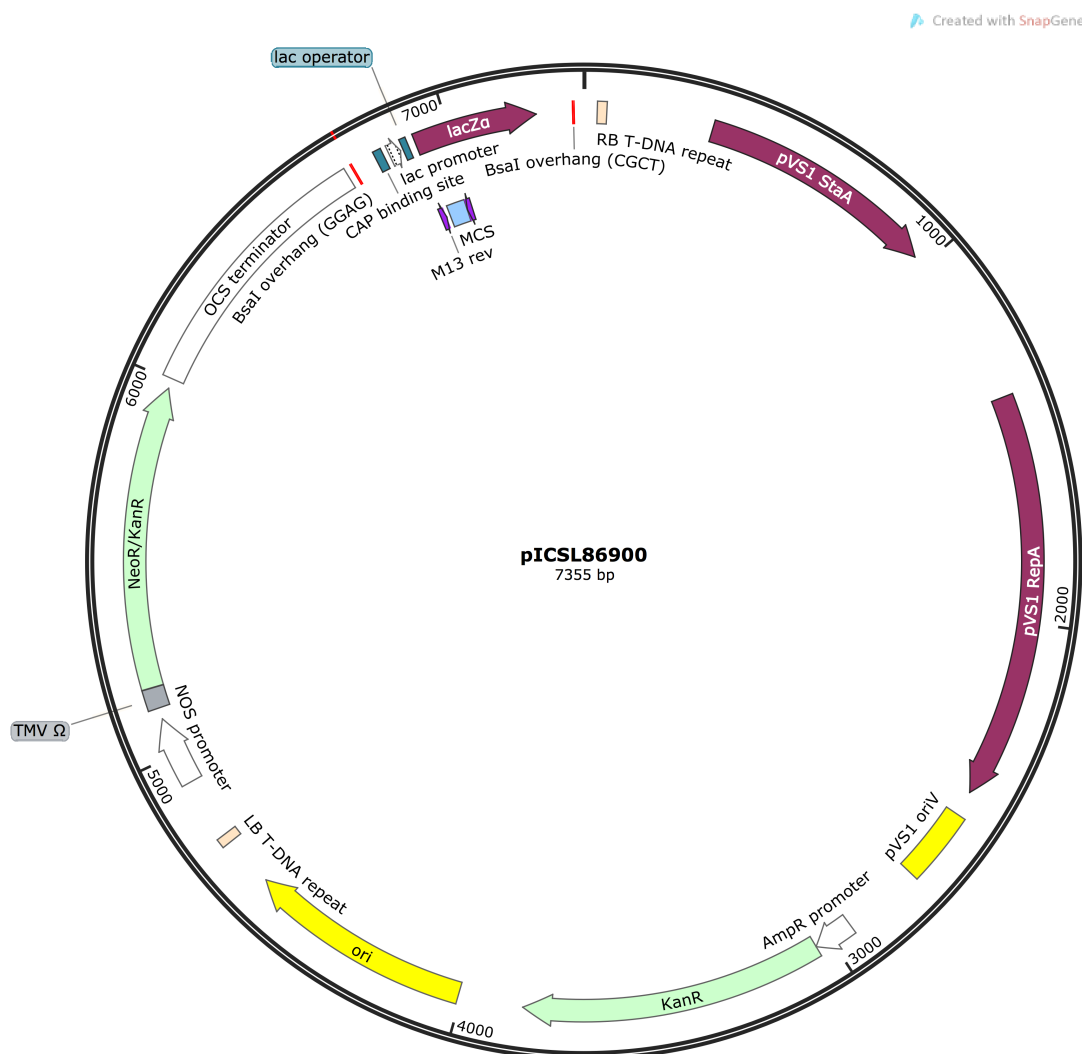 Created with SnapGene
lac operator
7000
lacZα
lac promoter
CAP binding site
BsaI overhang (CGCT)
RB T-DNA repeat
pVS1 StaA
1000
OCS terminator
BsaI overhang (GGAG)
MCS
M13 rev
6000
NeoR/KanR
pICSL86900
7355 bp
pVS1 RepA
2000
TMV Ω
NOS promoter
5000
LB T-DNA repeat
pVS1 oriV
AmpR promoter
3000
ori
KanR
4000